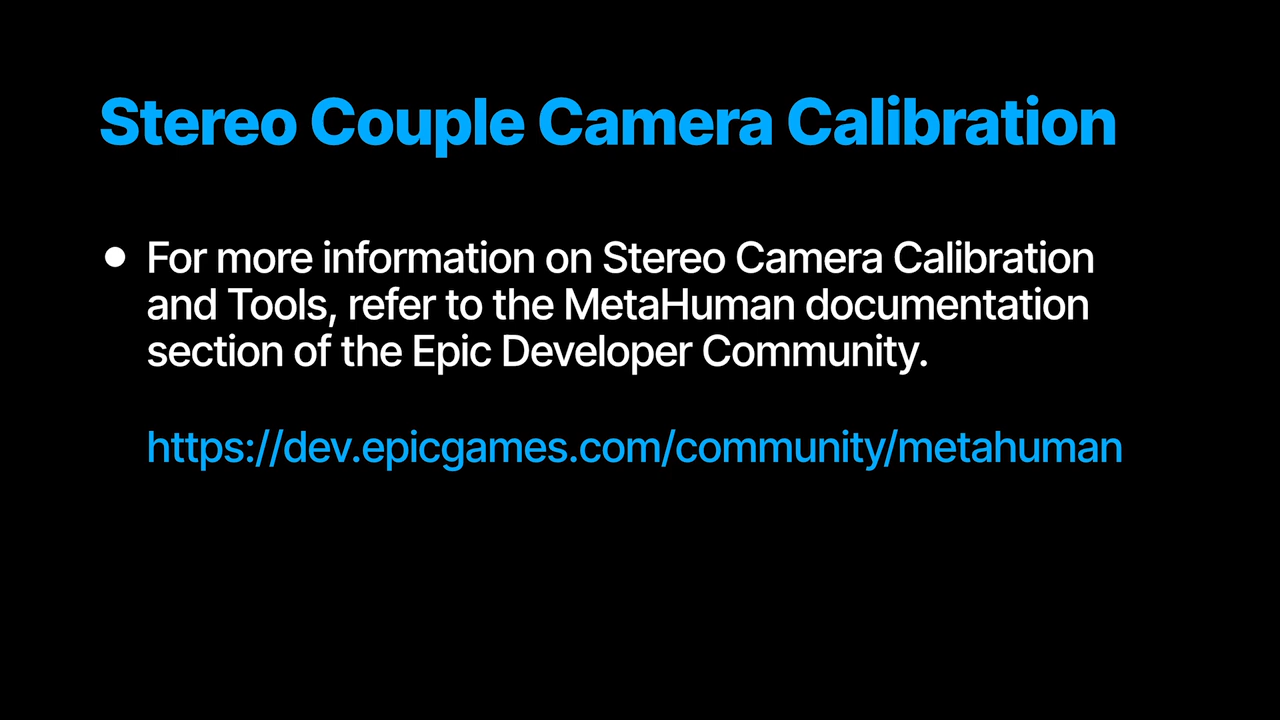 Stereo Couple Camera Calibration
• For more information on Stereo Camera Calibration
and Tools, refer to the MetaHuman documentation
section of the Epic Developer Community.
https://dev.epicgames.com/community/metahuman